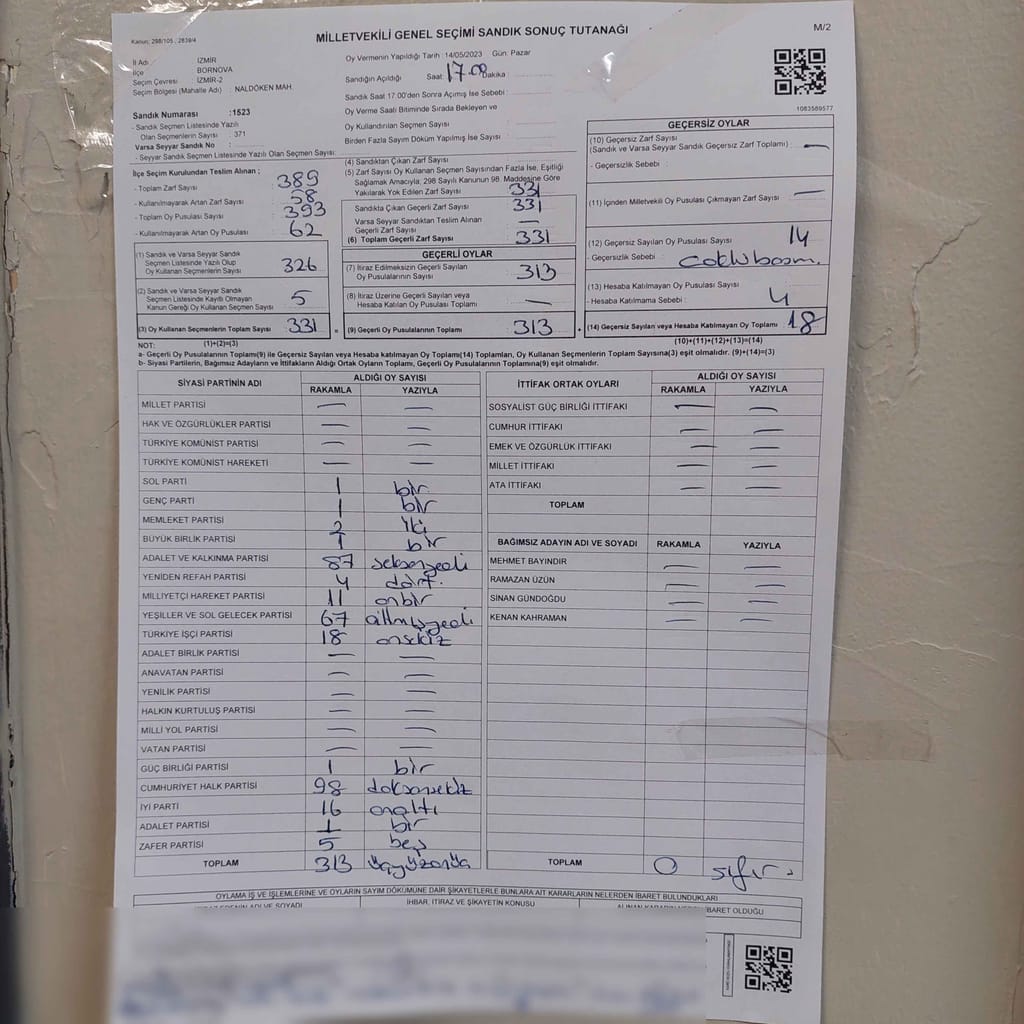 Kanun: 298/105 ; 2839/4
MİLLETVEKİLİ GENEL SEÇİMİ SANDIK SONUÇ TUTANAĞI
M/2
İl Adı : İZMİR
İlçe BORNOVA
Seçim Çevresi : İZMİR-2
Seçim Bölgesi (Mahalle Adı) : NALDÖKEN MAH.
Sandık Numarası :1523
- Sandık Seçmen Listesinde Yazılı
Olan Seçmenlerin Sayısı : 371
Varsa Seyyar Sandık No :
- Seyyar Sandık Seçmen Listesinde Yazılı Olan Seçmen Sayısı:
Oy Vermenin Yapıldığı Tarih : 14/05/2023 Gün: Pazar
Sandığın Açıldığı Saat: 17.00 Dakika :
Sandık Saat 17:00'den Sonra Açılmış İse Sebebi :
Oy Verme Saati Bitiminde Sırada Bekleyen ve
Oy Kullandırılan Seçmen Sayısı :
Birden Fazla Sayım Döküm Yapılmış İse Sayısı :
1083589577
İlçe Seçim Kurulundan Teslim Alınan :
- Toplam Zarf Sayısı : 389
- Kullanılmayarak Artan Zarf Sayısı : 58
- Toplam Oy Pusulası Sayısı : 393
- Kullanılmayarak Artan Oy Pusulası : 62
(1) Sandık ve Varsa Seyyar Sandık
Seçmen Listesinde Yazılı Olup
Oy Kullanan Seçmenlerin Sayısı 326
(2) Sandık ve Varsa Seyyar Sandık
Seçmen Listesinde Kayıtlı Olmayan
Kanun Gereği Oy Kullanan Seçmen Sayısı 5
(3) Oy Kullanan Seçmenlerin Toplam Sayısı 331 =
(1)+(2)=(3)
(4) Sandıktan Çıkan Zarf Sayısı
(5) Zarf Sayısı Oy Kullanan Seçmen Sayısından Fazla İse, Eşitliği
Sağlamak Amacıyla, 298 Sayılı Kanunun 98. Maddesine Göre
Yakılarak Yok Edilen Zarf Sayısı 331
Sandıkta Çıkan Geçerli Zarf Sayısı 331
Varsa Seyyar Sandıktan Teslim Alınan
Geçerli Zarf Sayısı —
(6) Toplam Geçerli Zarf Sayısı 331
GEÇERLİ OYLAR
(7) İtiraz Edilmeksizin Geçerli Sayılan
Oy Pusulalarının Sayısı 313
(8) İtiraz Üzerine Geçerli Sayılan veya
Hesaba Katılan Oy Pusulası Toplamı —
(9) Geçerli Oy Pusulalarının Toplamı 313 +
GEÇERSİZ OYLAR
(10) Geçersiz Zarf Sayısı
(Sandık ve Varsa Seyyar Sandık Geçersiz Zarf Toplamı) : —
- Geçersizlik Sebebi :
(11) İçinden Milletvekili Oy Pusulası Çıkmayan Zarf Sayısı : —
(12) Geçersiz Sayılan Oy Pusulası Sayısı : 14
- Geçersizlik Sebebi :
(13) Hesaba Katılmayan Oy Pusulası Sayısı :
- Hesaba Katılmama Sebebi : 4
(14) Geçersiz Sayılan veya Hesaba Katılmayan Oy Toplamı 18
(10)+(11)+(12)+(13)=(14)
NOT:
a- Geçerli Oy Pusulalarının Toplamı(9) ile Geçersiz Sayılan veya Hesaba katılmayan Oy Toplamı(14) Toplamları, Oy Kullanan Seçmenlerin Toplam Sayısına(3) eşit olmalıdır. (9)+(14)=(3)
b- Siyasi Partilerin, Bağımsız Adayların ve İttifakların Aldığı Ortak Oyların Toplamı, Geçerli Oy Pusulalarının Toplamına(9) eşit olmalıdır.
SİYASİ PARTİNİN ADI ALDIĞI OY SAYISI
RAKAMLA YAZIYLA
MİLLET PARTİSİ — —
HAK VE ÖZGÜRLÜKLER PARTİSİ — —
TÜRKİYE KOMÜNİST PARTİSİ — —
TÜRKİYE KOMÜNİST HAREKETİ — —
SOL PARTİ 1 bir
GENÇ PARTİ 1 bir
MEMLEKET PARTİSİ 2 iki
BÜYÜK BİRLİK PARTİSİ 1 bir
ADALET VE KALKINMA PARTİSİ 87 seksenyedi
YENİDEN REFAH PARTİSİ 4 dört.
MİLLİYETÇİ HAREKET PARTİSİ 11 onbir
YEŞİLLER VE SOL GELECEK PARTİSİ 67 altmışyedi
TÜRKİYE İŞÇİ PARTİSİ 18 onsekiz
ADALET BİRLİK PARTİSİ — —
ANAVATAN PARTİSİ — —
YENİLİK PARTİSİ — —
HALKIN KURTULUŞ PARTİSİ — —
MİLLİ YOL PARTİSİ — —
VATAN PARTİSİ — —
GÜÇ BİRLİĞİ PARTİSİ 1 bir
CUMHURİYET HALK PARTİSİ 98 doksansekiz
İYİ PARTİ 16 onaltı
ADALET PARTİSİ 1 bir
ZAFER PARTİSİ 5 beş
TOPLAM 313 üçyüzonüç
İTTİFAK ORTAK OYLARI ALDIĞI OY SAYISI
RAKAMLA YAZIYLA
SOSYALİST GÜÇ BİRLİĞİ İTTİFAKI — —
CUMHUR İTTİFAKI — —
EMEK VE ÖZGÜRLÜK İTTİFAKI — —
MİLLET İTTİFAKI — —
ATA İTTİFAKI — —
TOPLAM
BAĞIMSIZ ADAYIN ADI VE SOYADI RAKAMLA YAZIYLA
MEHMET BAYINDIR — —
RAMAZAN ÜZÜN — —
SİNAN GÜNDOĞDU — —
KENAN KAHRAMAN — —
TOPLAM 0 sıfır.
OYLAMA İŞ VE İŞLEMLERİNE VE OYLARIN SAYIM DÖKÜMÜNE DAİR ŞİKAYETLERLE BUNLARA AİT KARARLARIN NELERDEN İBARET BULUNDUKLARI
ADI VE SOYADI İHBAR, İTİRAZ VE ŞİKAYETİN KONUSU İBARET OLDUĞU